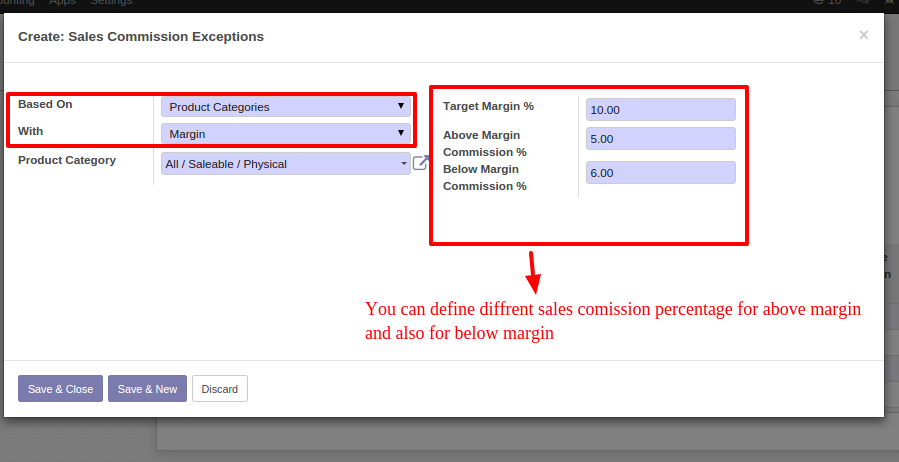 Accounting Apps Settings 10
Create: Sales Commission Exceptions ×
Based On Product Categories
With Margin
Product Category All / Saleable / Physical
Target Margin % 10.00
Above Margin
Commission % 5.00
Below Margin
Commission % 6.00
You can define diffrent sales comission percentage for above margin
and also for below margin
Save & Close Save & New Discard